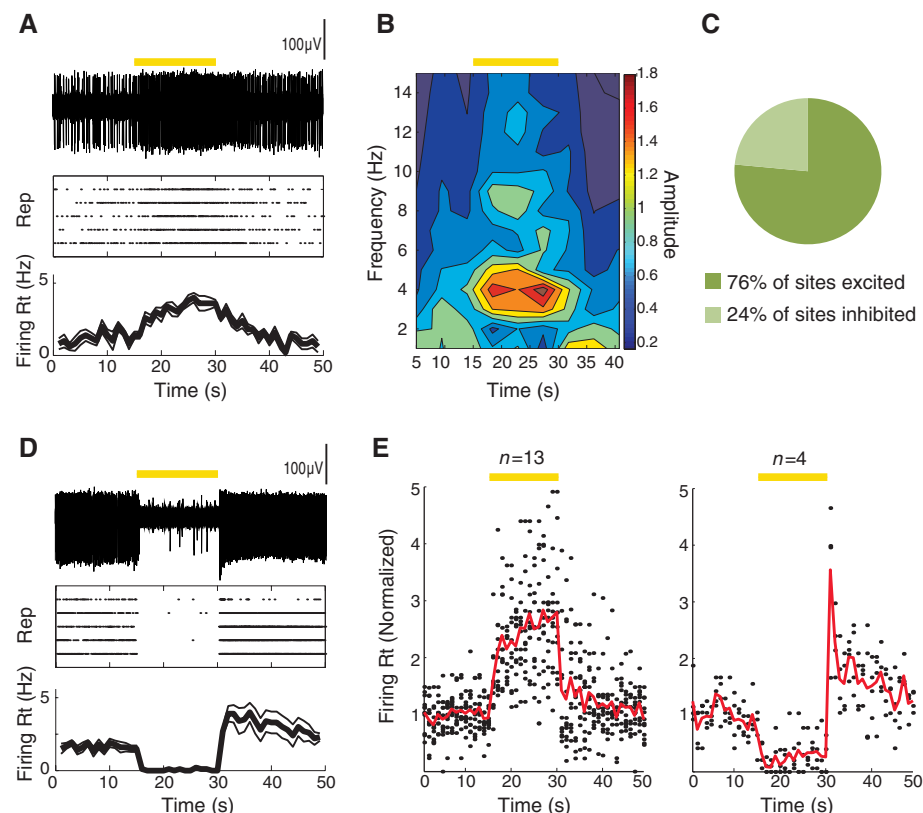 A
100μV
Rep
Firing Rt (Hz)
5
0
0 10 20 30 40 50
Time (s)
B
Frequency (Hz)
14
12
10
8
6
4
2
5 10 15 20 25 30 35 40
Time (s)
1.8
1.6
1.4
1.2
1
0.8
0.6
0.4
0.2
Amplitude
C
76% of sites excited
24% of sites inhibited
D
100μV
Rep
Firing Rt (Hz)
5
0
0 10 20 30 40 50
Time (s)
E
n=13
Firing Rt (Normalized)
5
4
3
2
1
0 10 20 30 40 50
Time (s)
n=4
5
4
3
2
1
0
0 10 20 30 40 50
Time (s)